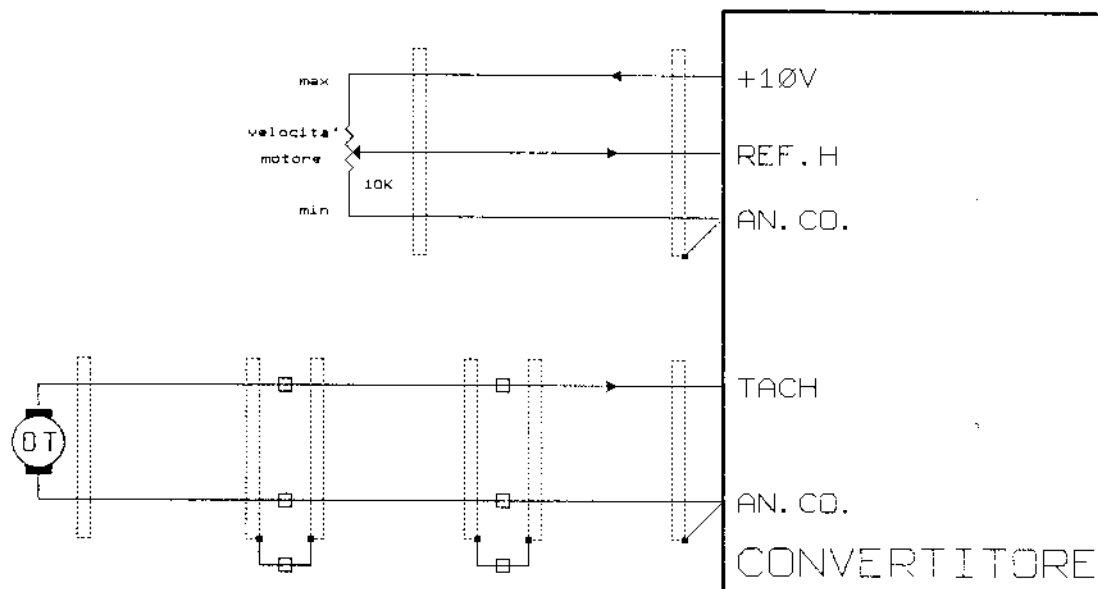 max
+10V
velocita'
motore
REF.H
10K
min
AN.CO.
TACH
DT
AN.CO.
CONVERTITORE